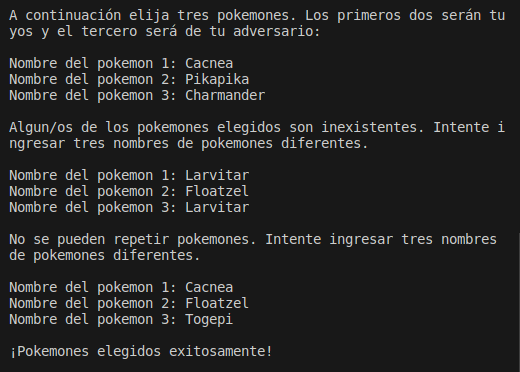 A continuación elija tres pokemones. Los primeros dos serán tu
yos y el tercero será de tu adversario:
Nombre del pokemon 1: Cacnea
Nombre del pokemon 2: Pikapika
Nombre del pokemon 3: Charmander
Algun/os de los pokemones elegidos son inexistentes. Intente i
ngresar tres nombres de pokemones diferentes.
Nombre del pokemon 1: Larvitar
Nombre del pokemon 2: Floatzel
Nombre del pokemon 3: Larvitar
No se pueden repetir pokemones. Intente ingresar tres nombres
de pokemones diferentes.
Nombre del pokemon 1: Cacnea
Nombre del pokemon 2: Floatzel
Nombre del pokemon 3: Togepi
¡Pokemones elegidos exitosamente!